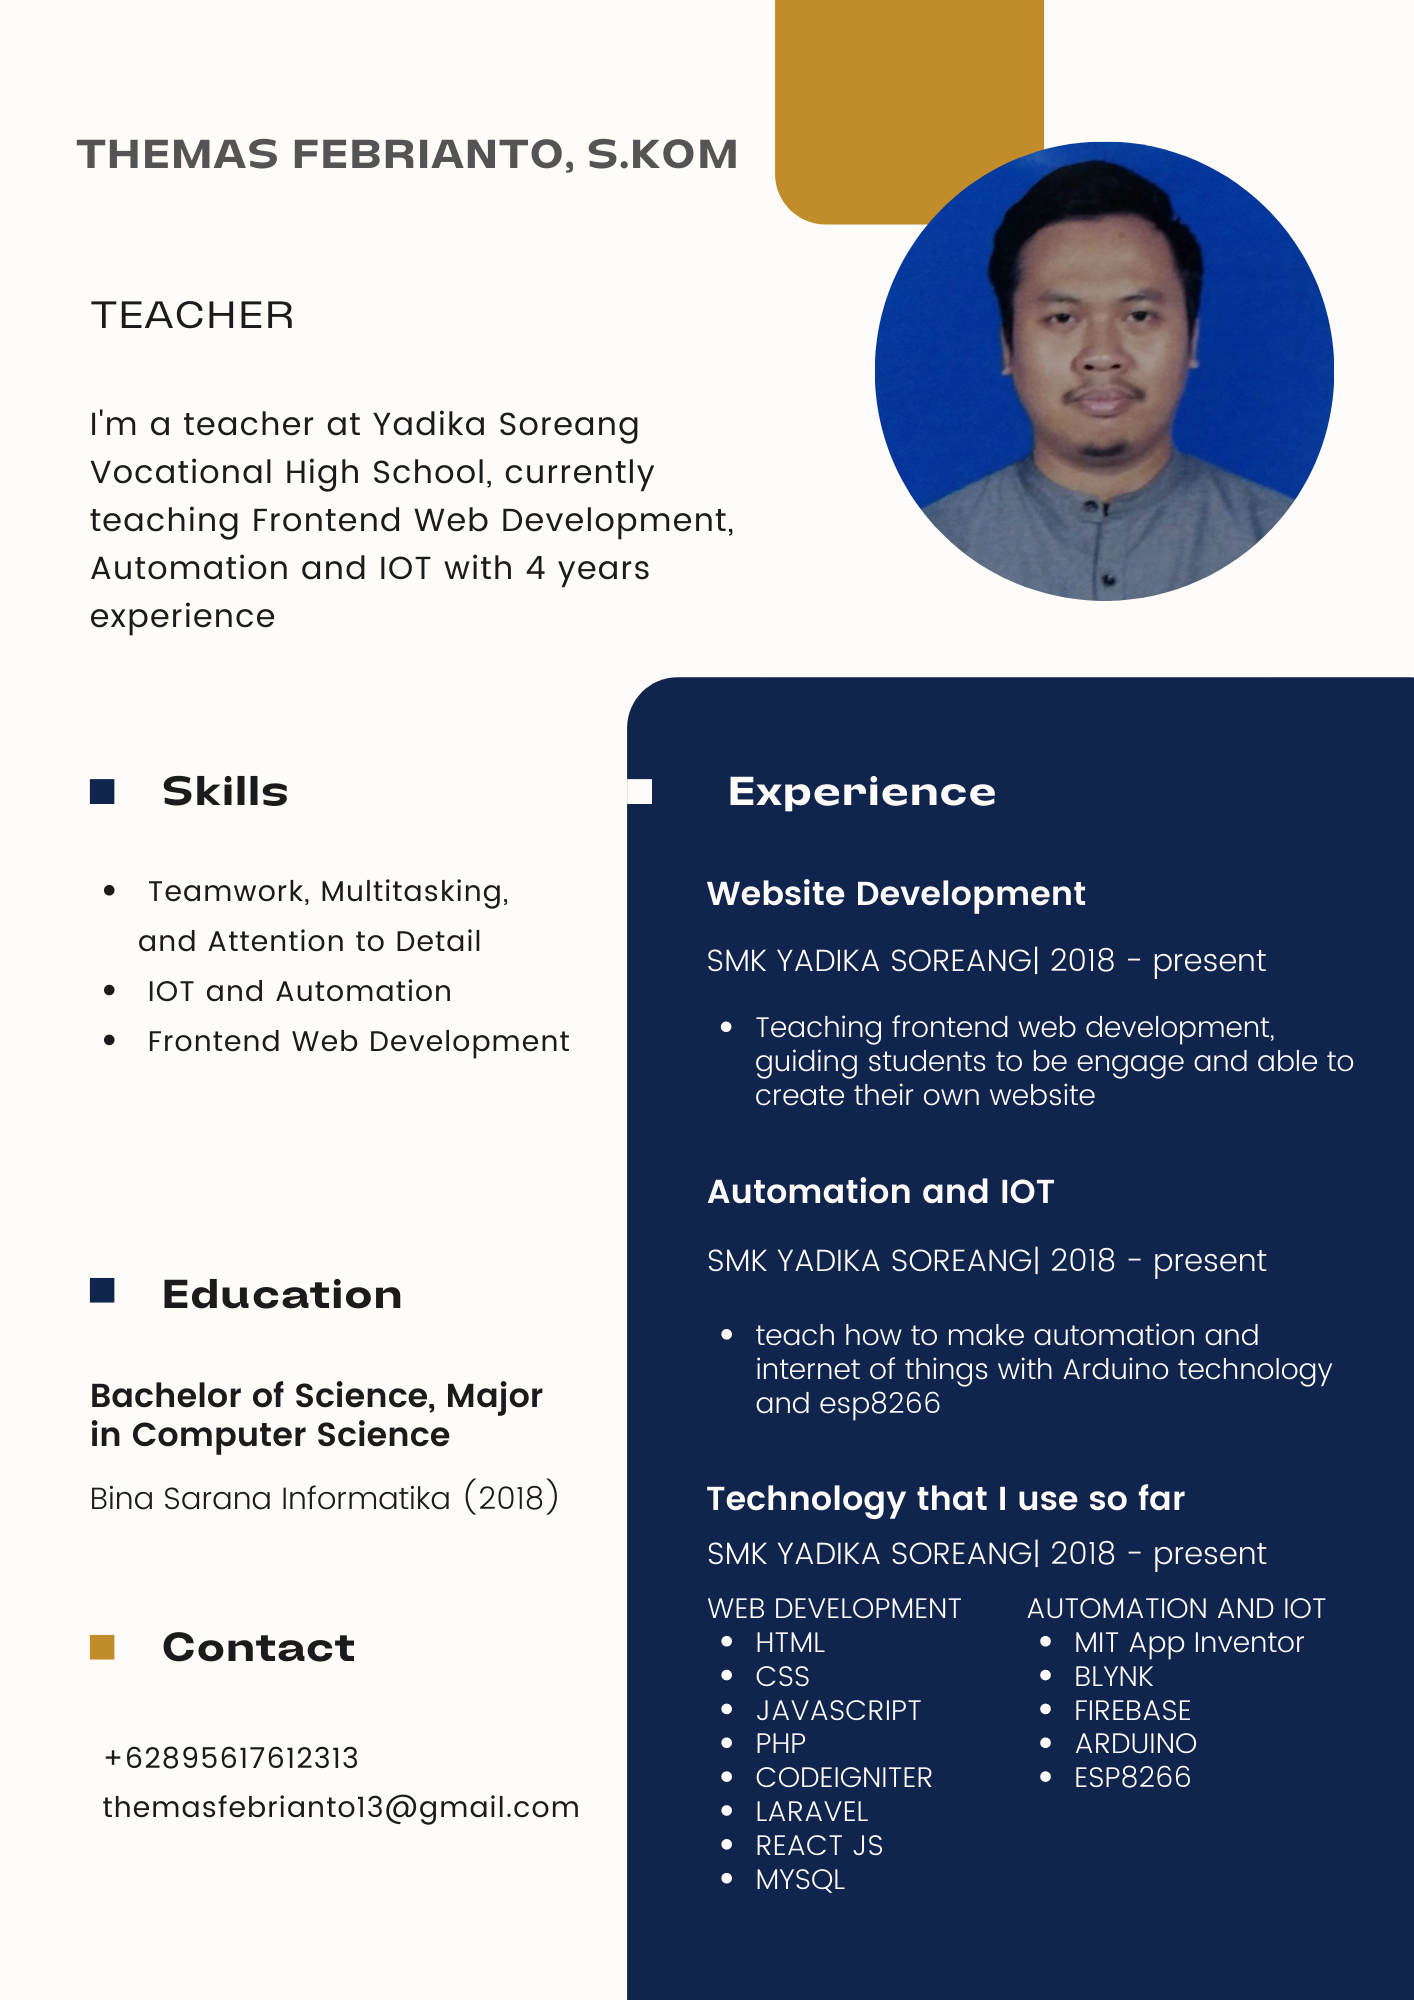 THEMAS FEBRIANTO, S.KOM
TEACHER
I'm a teacher at Yadika Soreang
Vocational High School, currently
teaching Frontend Web Development,
Automation and IOT with 4 years
experience
Skills
• Teamwork, Multitasking,
and Attention to Detail
• IOT and Automation
• Frontend Web Development
Education
Bachelor of Science, Major
in Computer Science
Bina Sarana Informatika (2018)
Contact
+62895617612313
themasfebrianto13@gmail.com
Experience
Website Development
SMK YADIKA SOREANG| 2018 - present
• Teaching frontend web development,
guiding students to be engage and able to
create their own website
Automation and IOT
SMK YADIKA SOREANG| 2018 - present
• teach how to make automation and
internet of things with Arduino technology
and esp8266
Technology that I use so far
SMK YADIKA SOREANG| 2018 - present
WEB DEVELOPMENT
• HTML
• CSS
• JAVASCRIPT
• PHP
• CODEIGNITER
• LARAVEL
• REACT JS
• MYSQL
AUTOMATION AND IOT
• MIT App Inventor
• BLYNK
• FIREBASE
• ARDUINO
• ESP8266